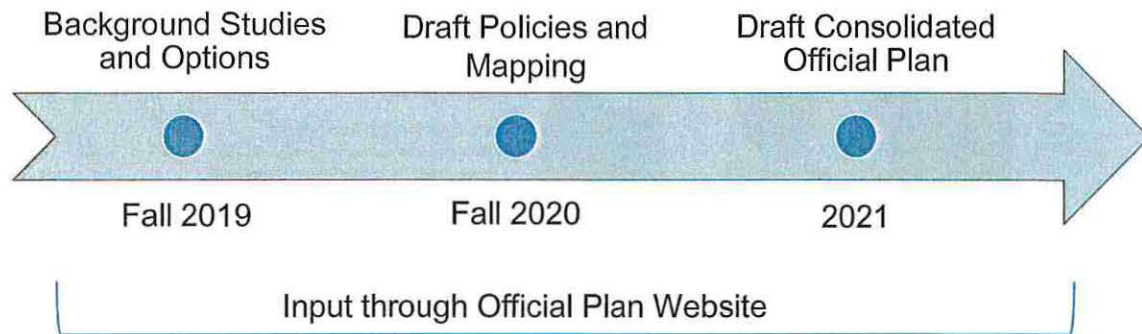 Background Studies
and Options
Draft Policies and
Mapping
Draft Consolidated
Official Plan
Fall 2019
Fall 2020
2021
Input through Official Plan Website